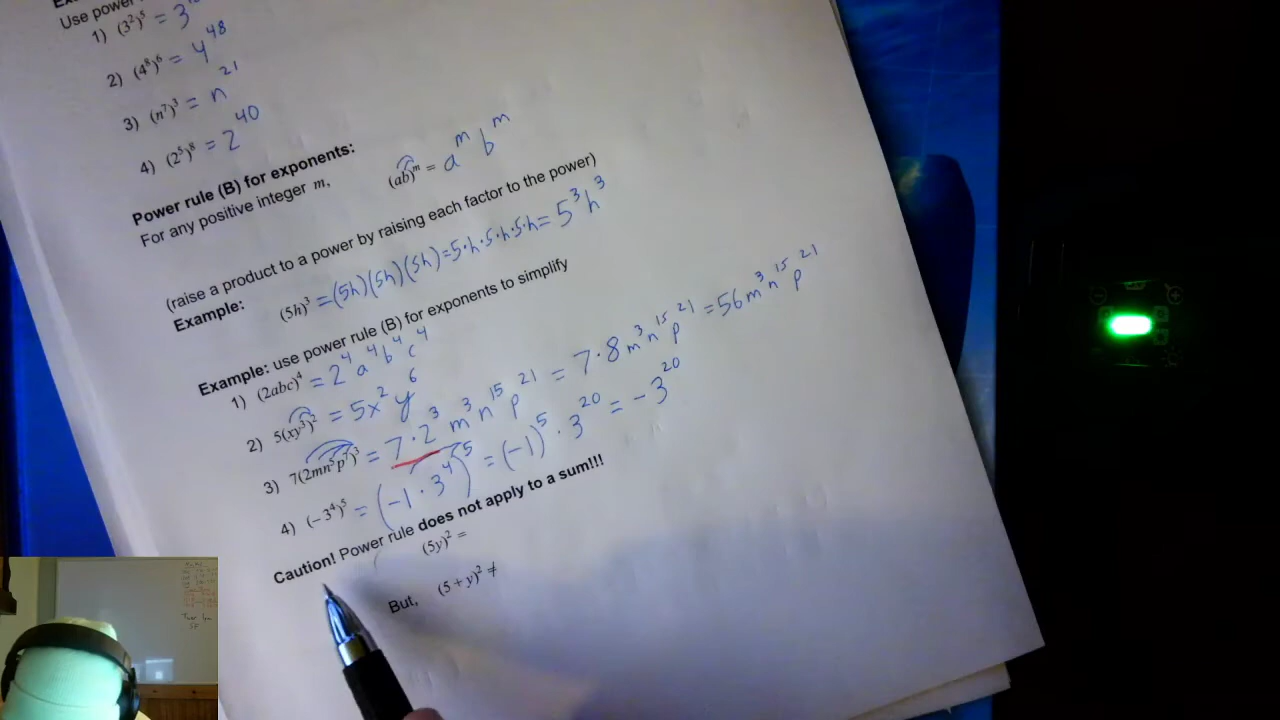 Use power
1) (3²)⁵ = 3
2) (4⁸)⁶ = 4⁴⁸
3) (n⁷)³ = n²¹
4) (2⁵)⁸ = 2⁴⁰
Power rule (B) for exponents:
For any positive integer m, (ab)ᵐ = aᵐ bᵐ
(raise a product to a power by raising each factor to the power)
Example: (5h)³ = (5h)(5h)(5h) = 5·h·5·h·5·h = 5³h³
Example: use power rule (B) for exponents to simplify
1) (2abc)⁴ = 2⁴a⁴b⁴c⁴
2) 5(xy³)² = 5x²y⁶
3) 7(2mn⁵p⁷)³ = 7·2³m³n¹⁵p²¹ = 7·8m³n¹⁵p²¹ = 56m³n¹⁵p²¹
4) (−3⁴)⁵ = (−1·3⁴)⁵ = (−1)⁵·3²⁰ = −3²⁰
Caution! Power rule does not apply to a sum!!!
(5y)² =
But, (5 + y)² ≠